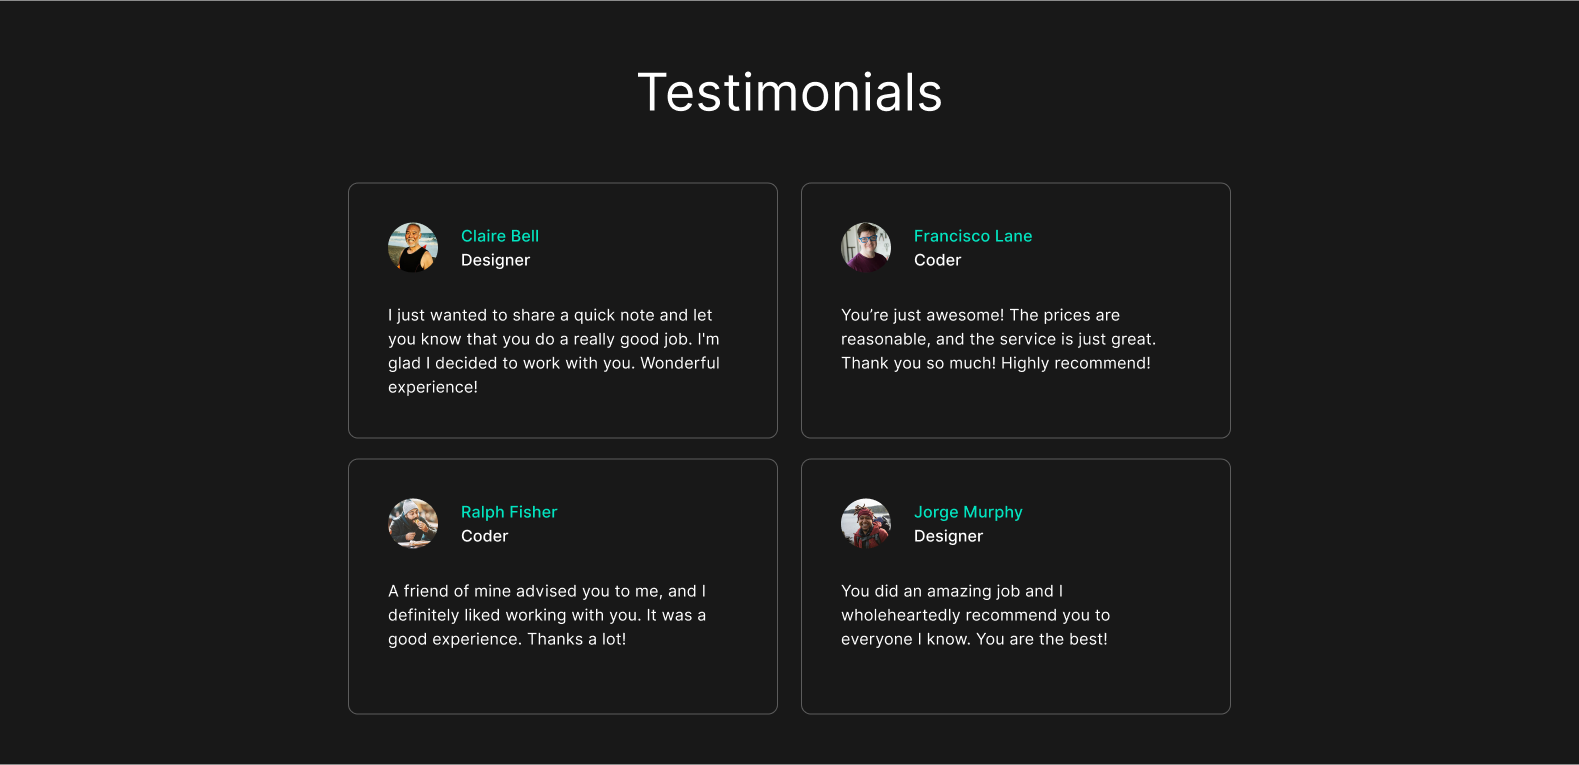 Testimonials
Claire Bell
Designer
I just wanted to share a quick note and let
you know that you do a really good job. I'm
glad I decided to work with you. Wonderful
experience!
Francisco Lane
Coder
You’re just awesome! The prices are
reasonable, and the service is just great.
Thank you so much! Highly recommend!
Ralph Fisher
Coder
A friend of mine advised you to me, and I
definitely liked working with you. It was a
good experience. Thanks a lot!
Jorge Murphy
Designer
You did an amazing job and I
wholeheartedly recommend you to
everyone I know. You are the best!